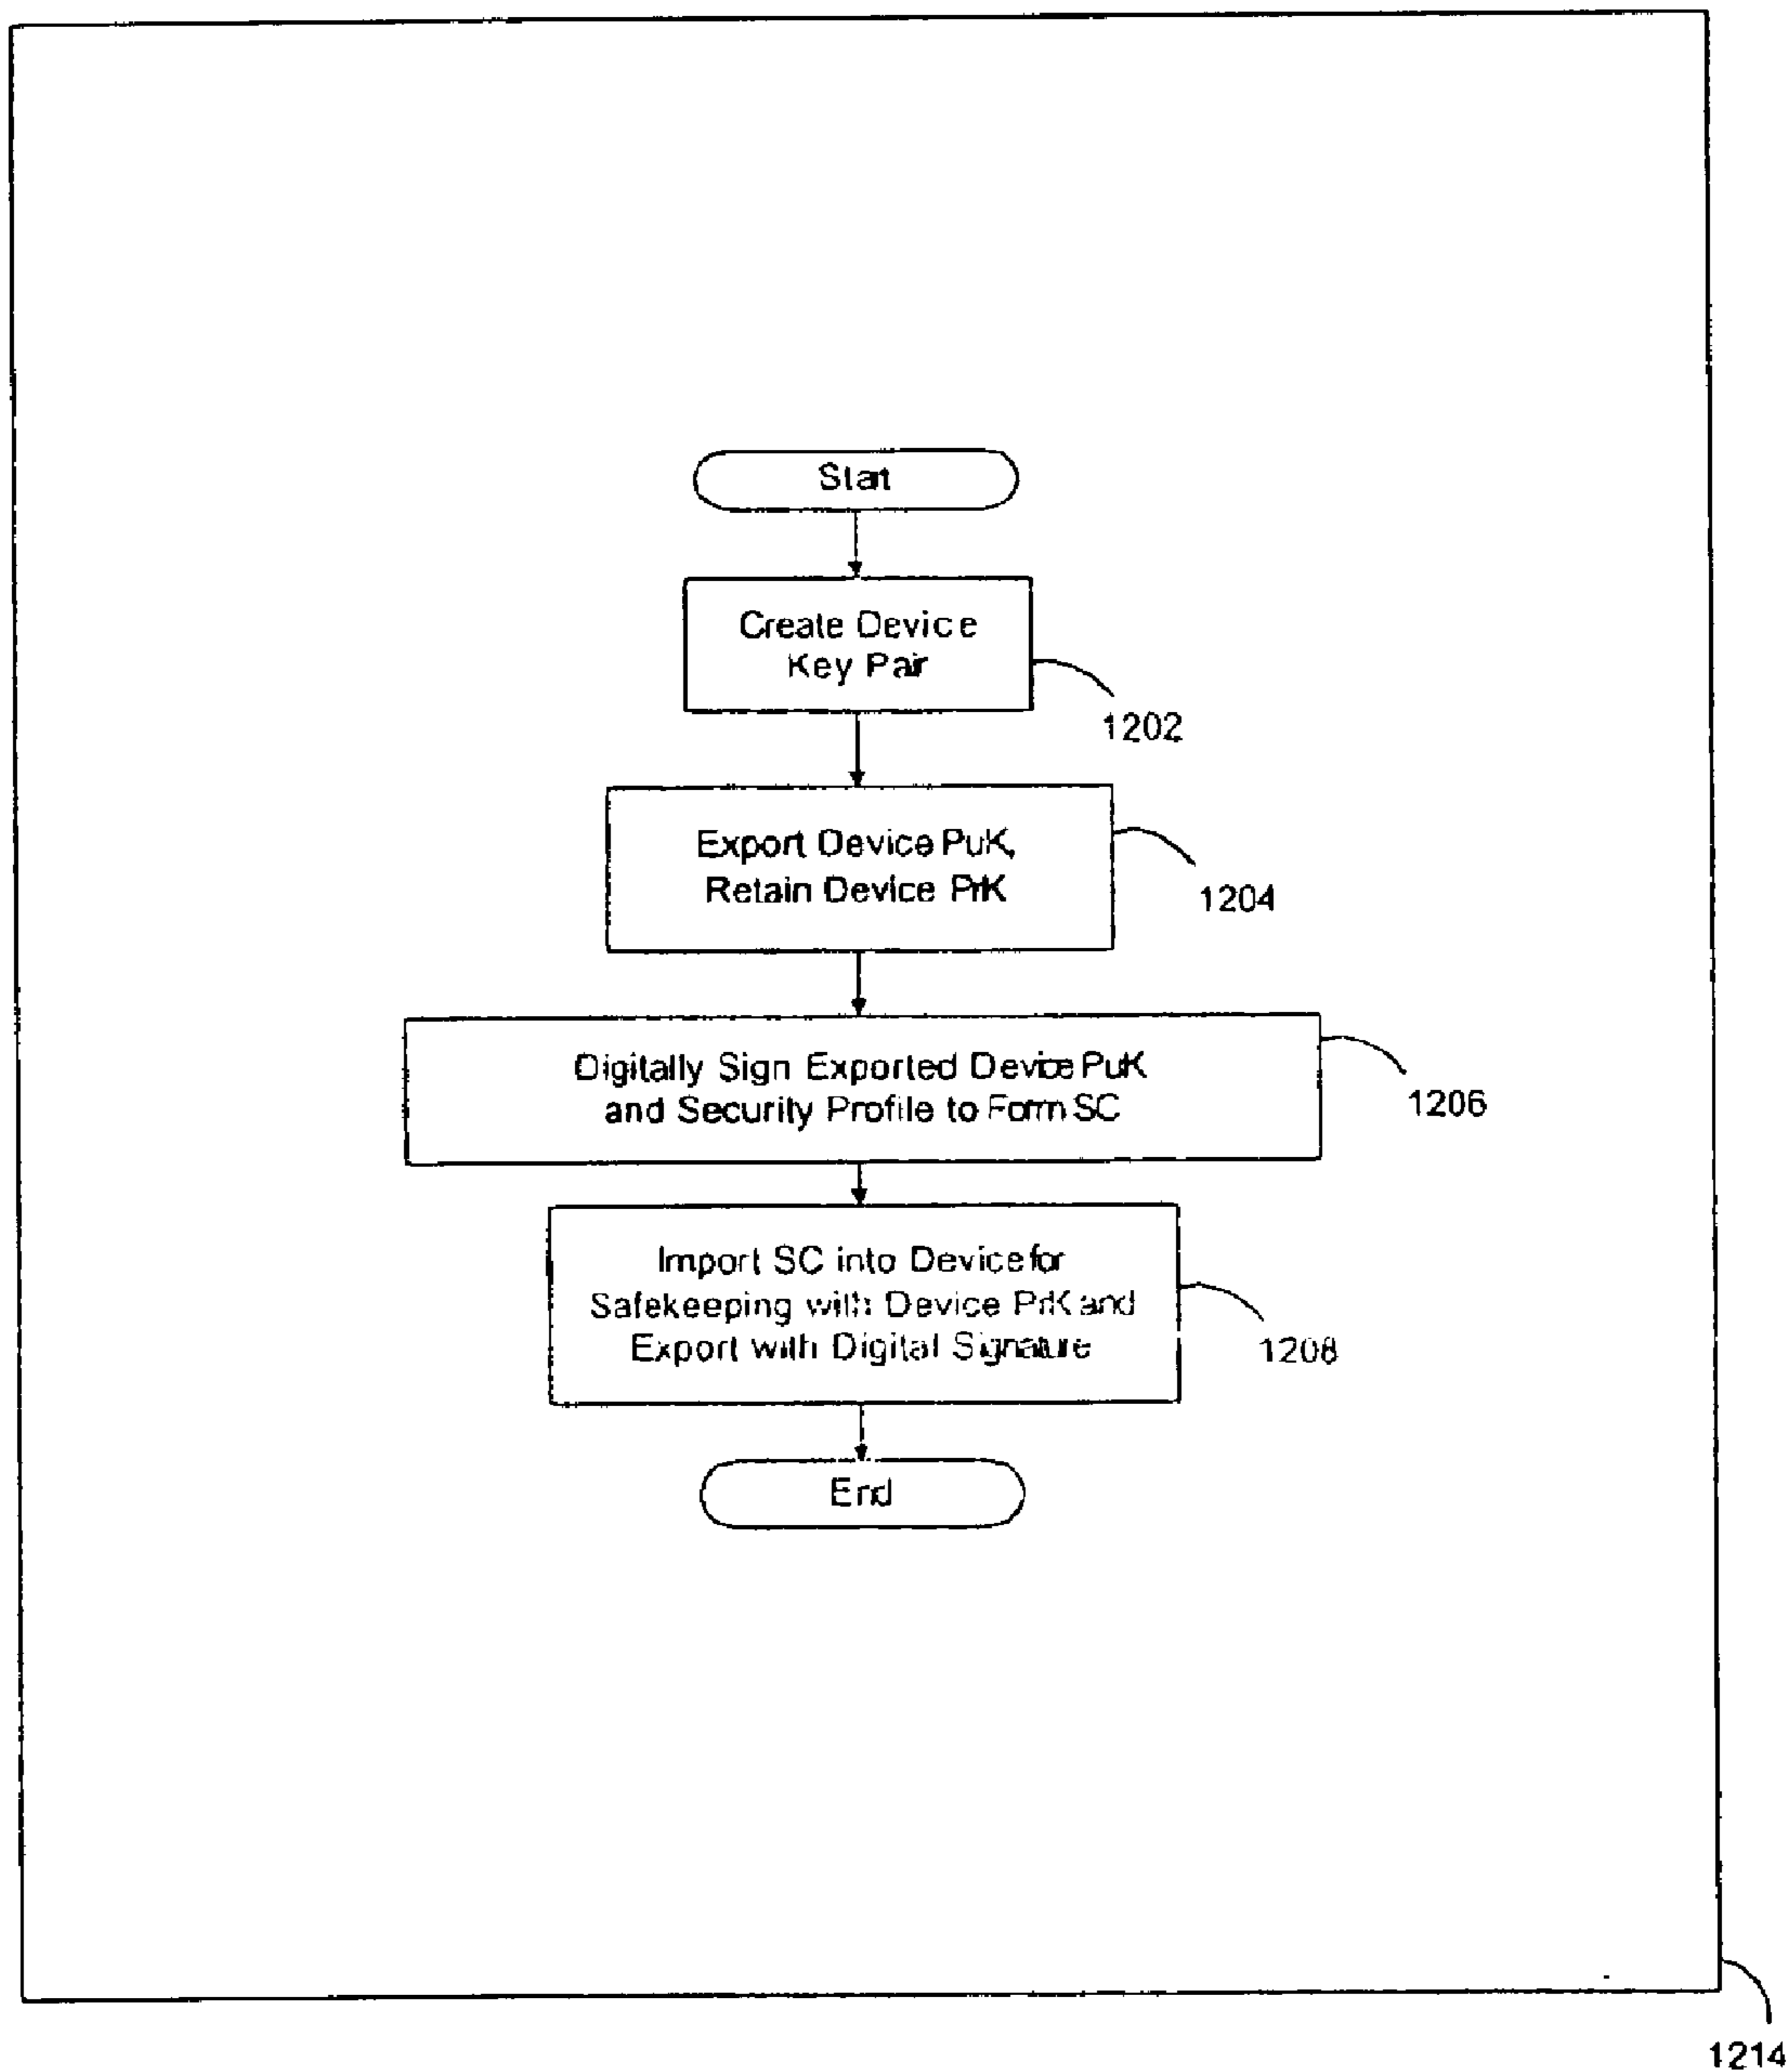 Start
Create Device
Key Pair
1202
Export Device PuK,
Retain Device PrK
1204
Digitally Sign Exported Device PuK
and Security Profile to Form SC
1206
Import SC into Device for
Safekeeping with Device PrK and
Export with Digital Signature
1208
End
1214